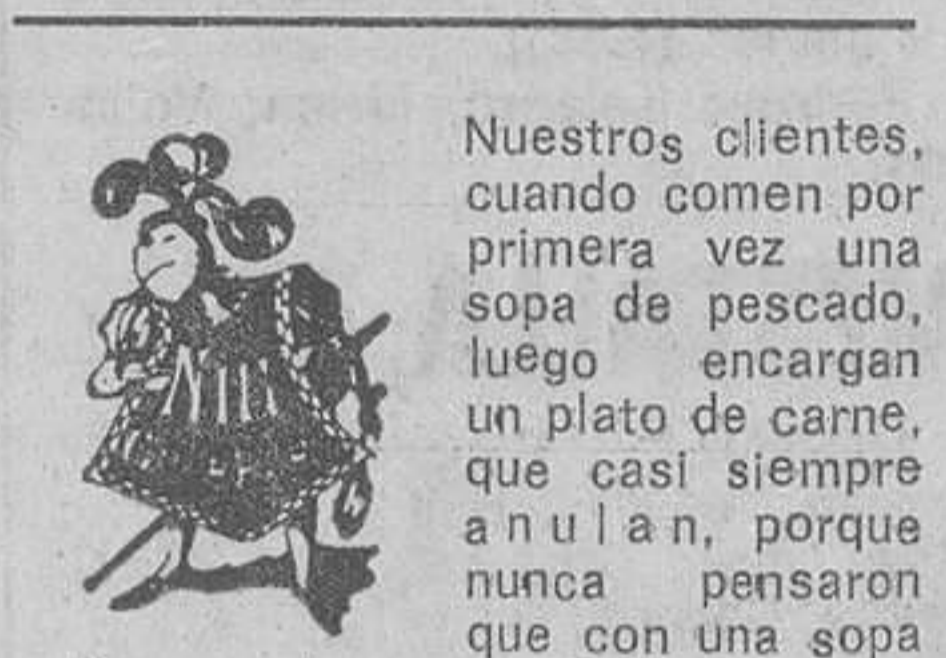 Nuestros clientes,
cuando comen por
primera vez una
sopa de pescado,
luego encargan
un plato de carne,
que casi siempre
anulan, porque
nunca pensaron
que con una sopa